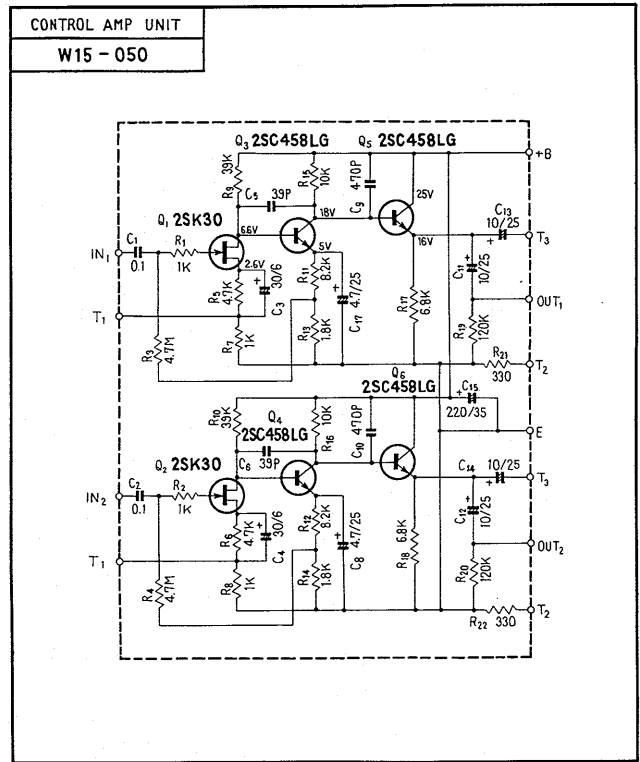 CONTROL AMP UNIT
W15-050
Q3 2SC458LG Q5 2SC458LG
R9 39K
C5 39P
R15 10K
C9 470P
+B
25V
18V
16V
C13 10/25
T3
Q1 2SK30
6.6V
5V
IN1
C1 0.1
R1 1K
2.6V
R5 4.7K
30/6 C3
R11 8.2K
4.7/25 C17
R17 6.8K
C11 10/25
OUT1
T1
R3 4.7M
R7 1K
R13 1.8K
R19 120K
R21 330
T2
Q6 2SC458LG
C15 220/35
E
R10 39K
Q4 2SC458LG
C6 39P
10K R16
C10 470P
C14 10/25
T3
Q2 2SK30
IN2
C2 0.1
R2 1K
R6 4.7K
30/6 C4
R12 8.2K
4.7/25 C8
6.8K R18
C12 10/25
OUT2
T1
R4 4.7M
R8 1K
R14 1.8K
R20 120K
R22 330
T2